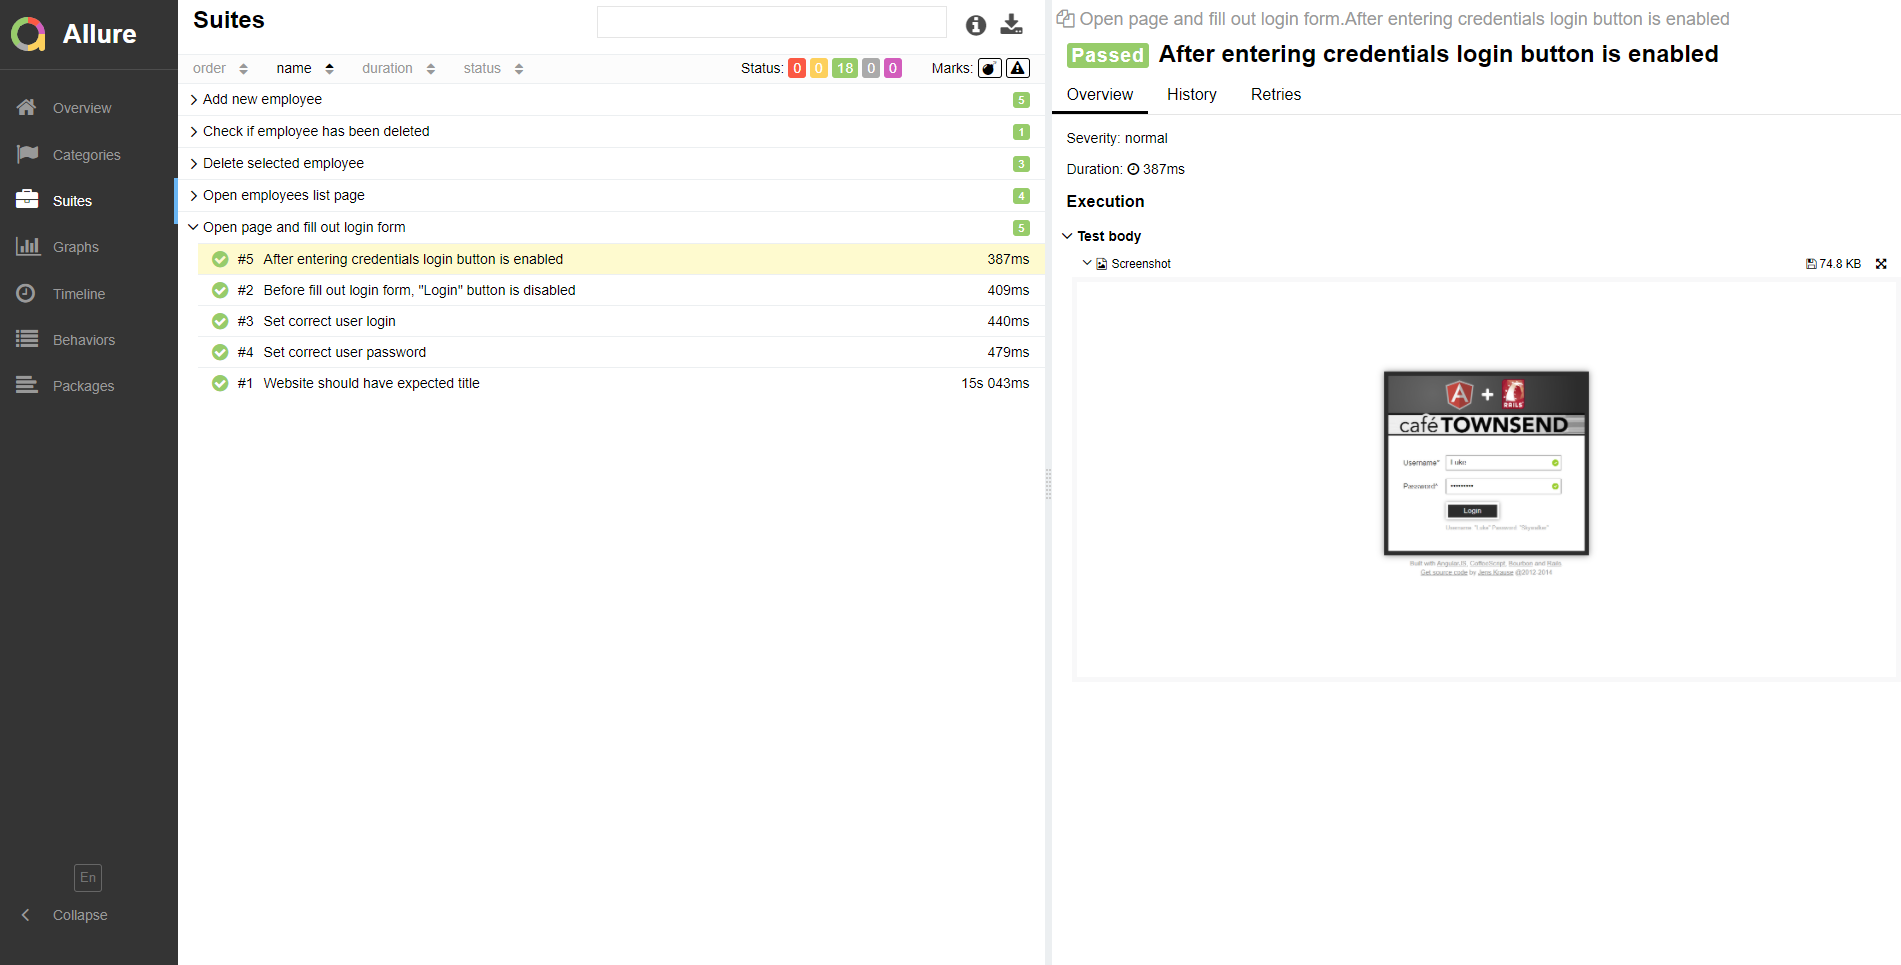 Allure
Overview
Categories
Suites
Graphs
Timeline
Behaviors
Packages
En
Collapse
Suites
order name duration status Status: 0 0 18 0 0 Marks:
Add new employee 5
Check if employee has been deleted 1
Delete selected employee 3
Open employees list page 4
Open page and fill out login form 5
#5 After entering credentials login button is enabled 387ms
#2 Before fill out login form, "Login" button is disabled 409ms
#3 Set correct user login 440ms
#4 Set correct user password 479ms
#1 Website should have expected title 15s 043ms
Open page and fill out login form.After entering credentials login button is enabled
Passed After entering credentials login button is enabled
Overview History Retries
Severity: normal
Duration: 387ms
Execution
Test body
Screenshot 74.8 KB
A + RAILS
café TOWNSEND
Username* Luke
Password* •••••••••
Login
Username: "Luke" Password: "Skywalker"
Built with AngularJS, CoffeeScript, Bourbon and Rails
Get source code by Jens Krause @2012-2014